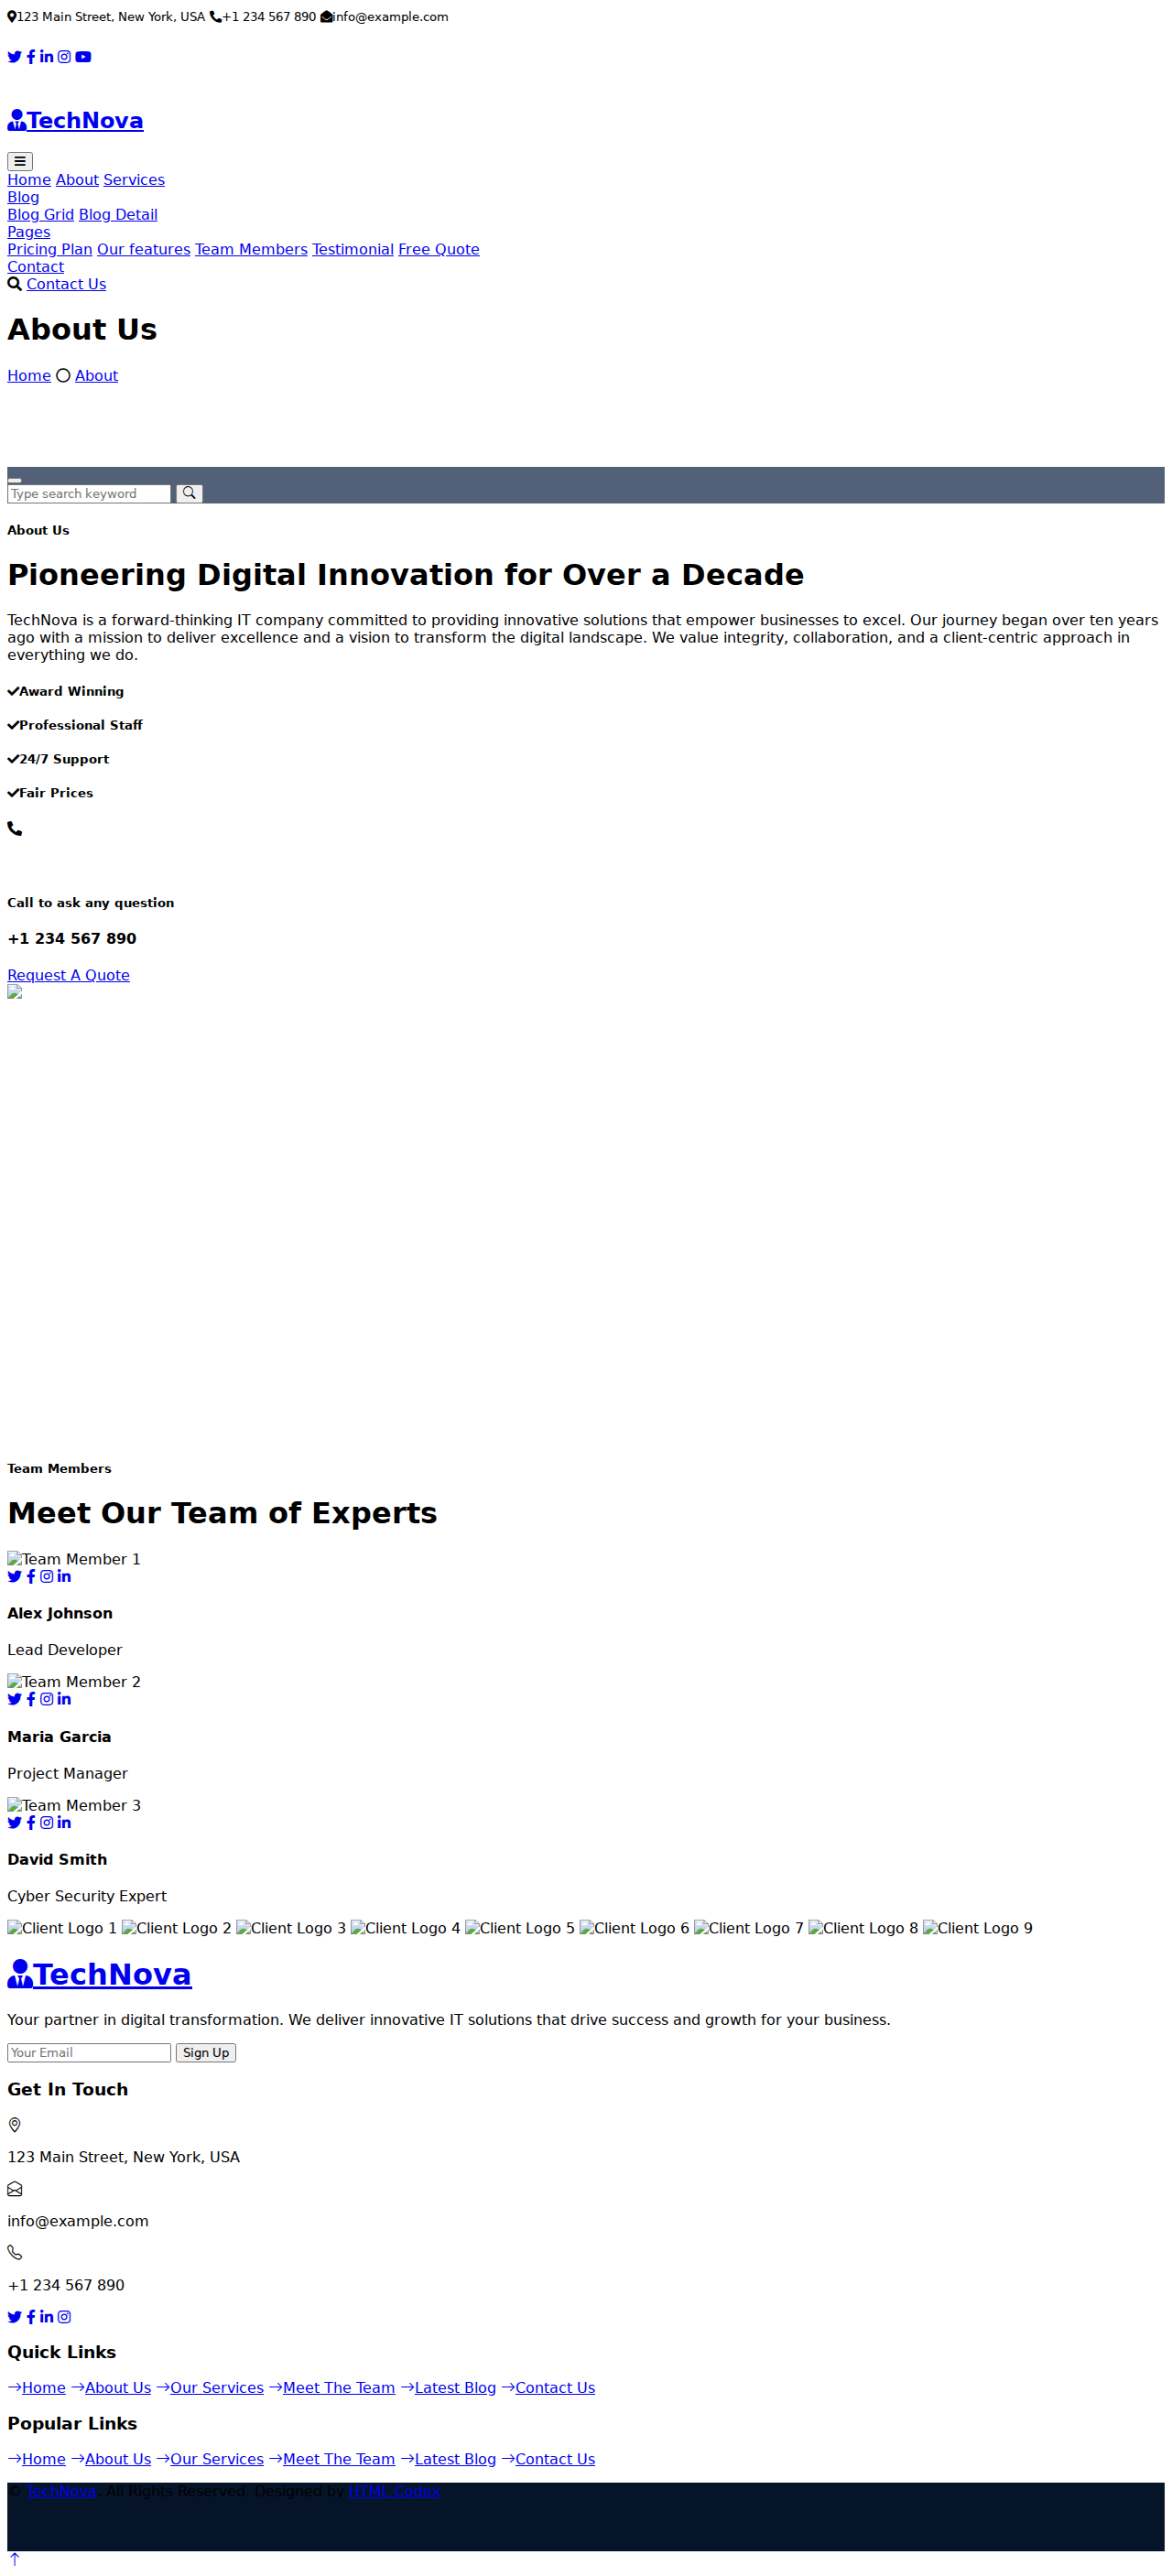 123 Main Street, New York, USA +1 234 567 890 info@example.com
TechNova
Home About Services
Blog
Blog Grid Blog Detail
Pages
Pricing Plan Our features Team Members Testimonial Free Quote
Contact
Contact Us
About Us
Home About
Type search keyword
About Us
Pioneering Digital Innovation for Over a Decade
TechNova is a forward-thinking IT company committed to providing innovative solutions that empower businesses to excel. Our journey began over ten years
ago with a mission to deliver excellence and a vision to transform the digital landscape. We value integrity, collaboration, and a client-centric approach in
everything we do.
Award Winning
Professional Staff
24/7 Support
Fair Prices
Call to ask any question
+1 234 567 890
Request A Quote
Team Members
Meet Our Team of Experts
Team Member 1
Alex Johnson
Lead Developer
Team Member 2
Maria Garcia
Project Manager
Team Member 3
David Smith
Cyber Security Expert
Client Logo 1 Client Logo 2 Client Logo 3 Client Logo 4 Client Logo 5 Client Logo 6 Client Logo 7 Client Logo 8 Client Logo 9
TechNova
Your partner in digital transformation. We deliver innovative IT solutions that drive success and growth for your business.
Your Email Sign Up
Get In Touch
123 Main Street, New York, USA
info@example.com
+1 234 567 890
Quick Links
Home About Us Our Services Meet The Team Latest Blog Contact Us
Popular Links
Home About Us Our Services Meet The Team Latest Blog Contact Us
© TechNova. All Rights Reserved. Designed by HTML Codex